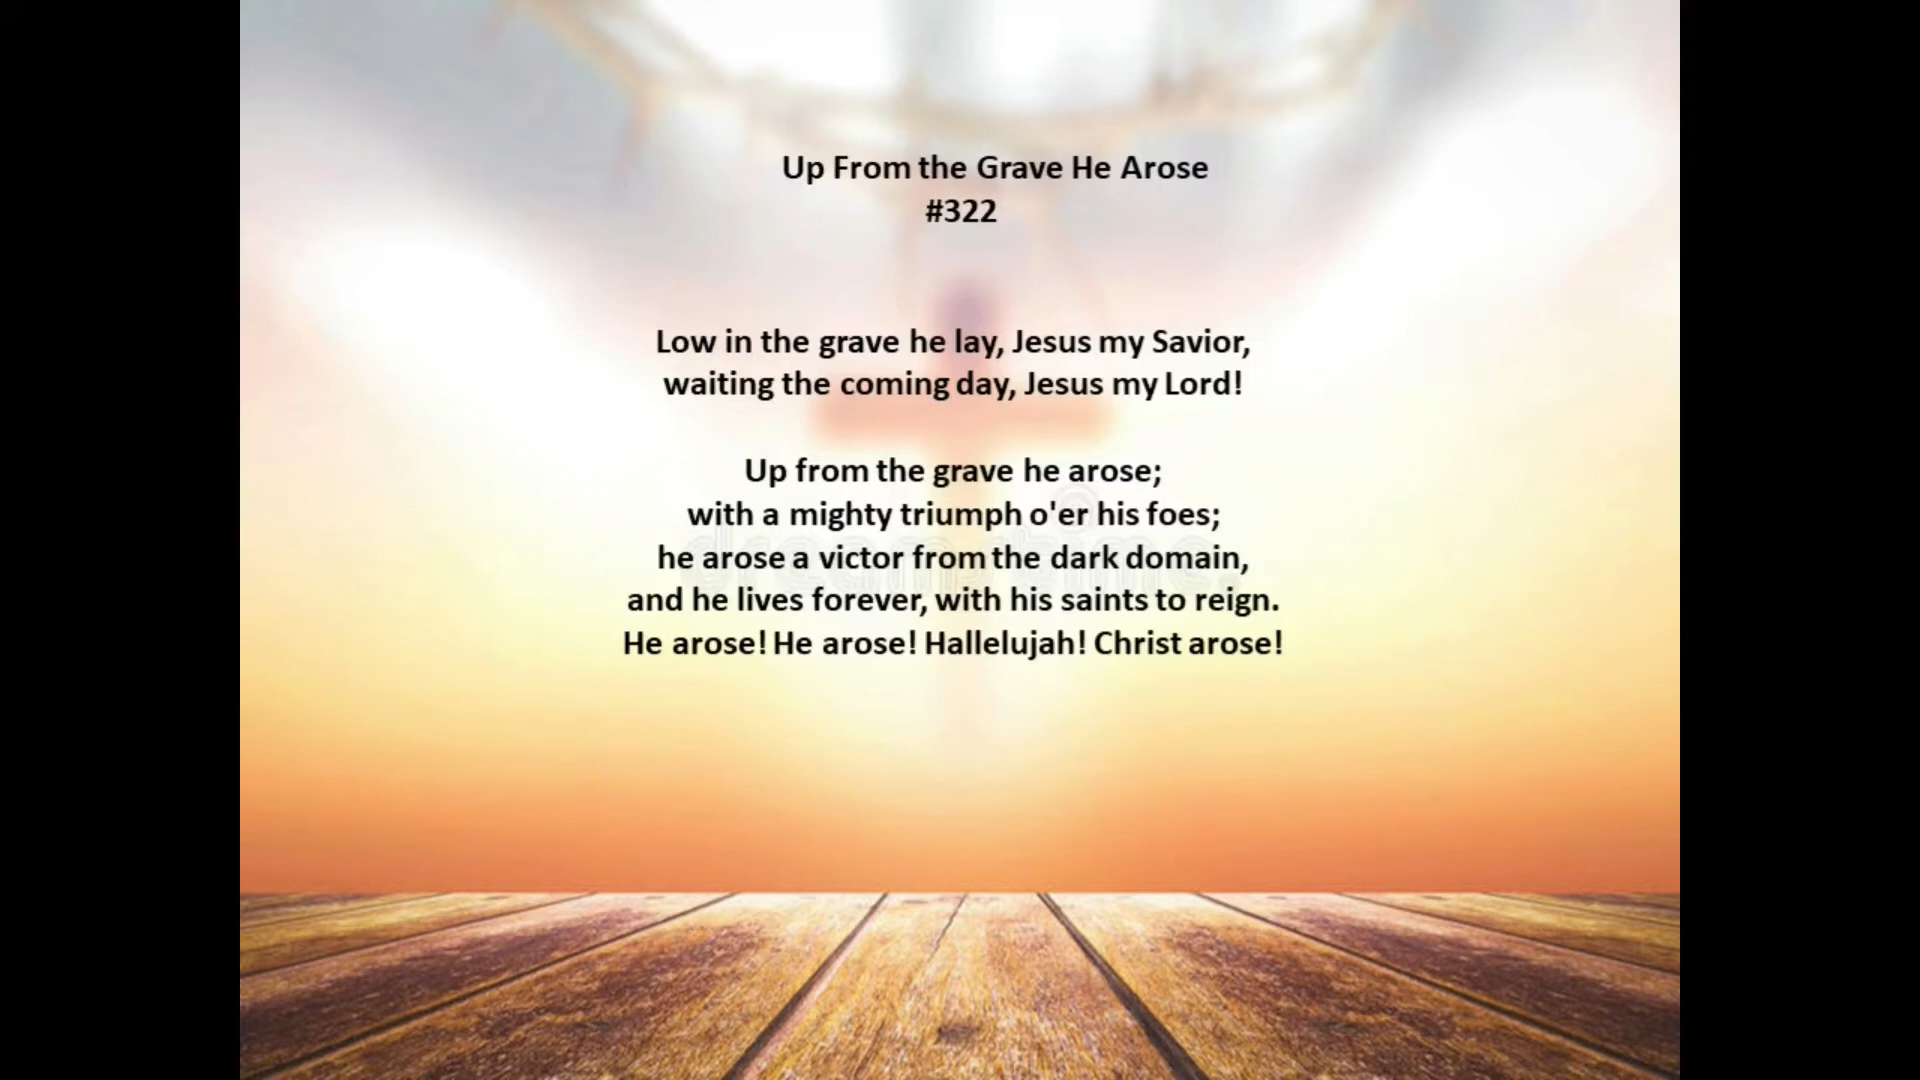 Up From the Grave He Arose
#322
Low in the grave he lay, Jesus my Savior,
waiting the coming day, Jesus my Lord!
Up from the grave he arose;
with a mighty triumph o'er his foes;
he arose a victor from the dark domain,
and he lives forever, with his saints to reign.
He arose! He arose! Hallelujah! Christ arose!